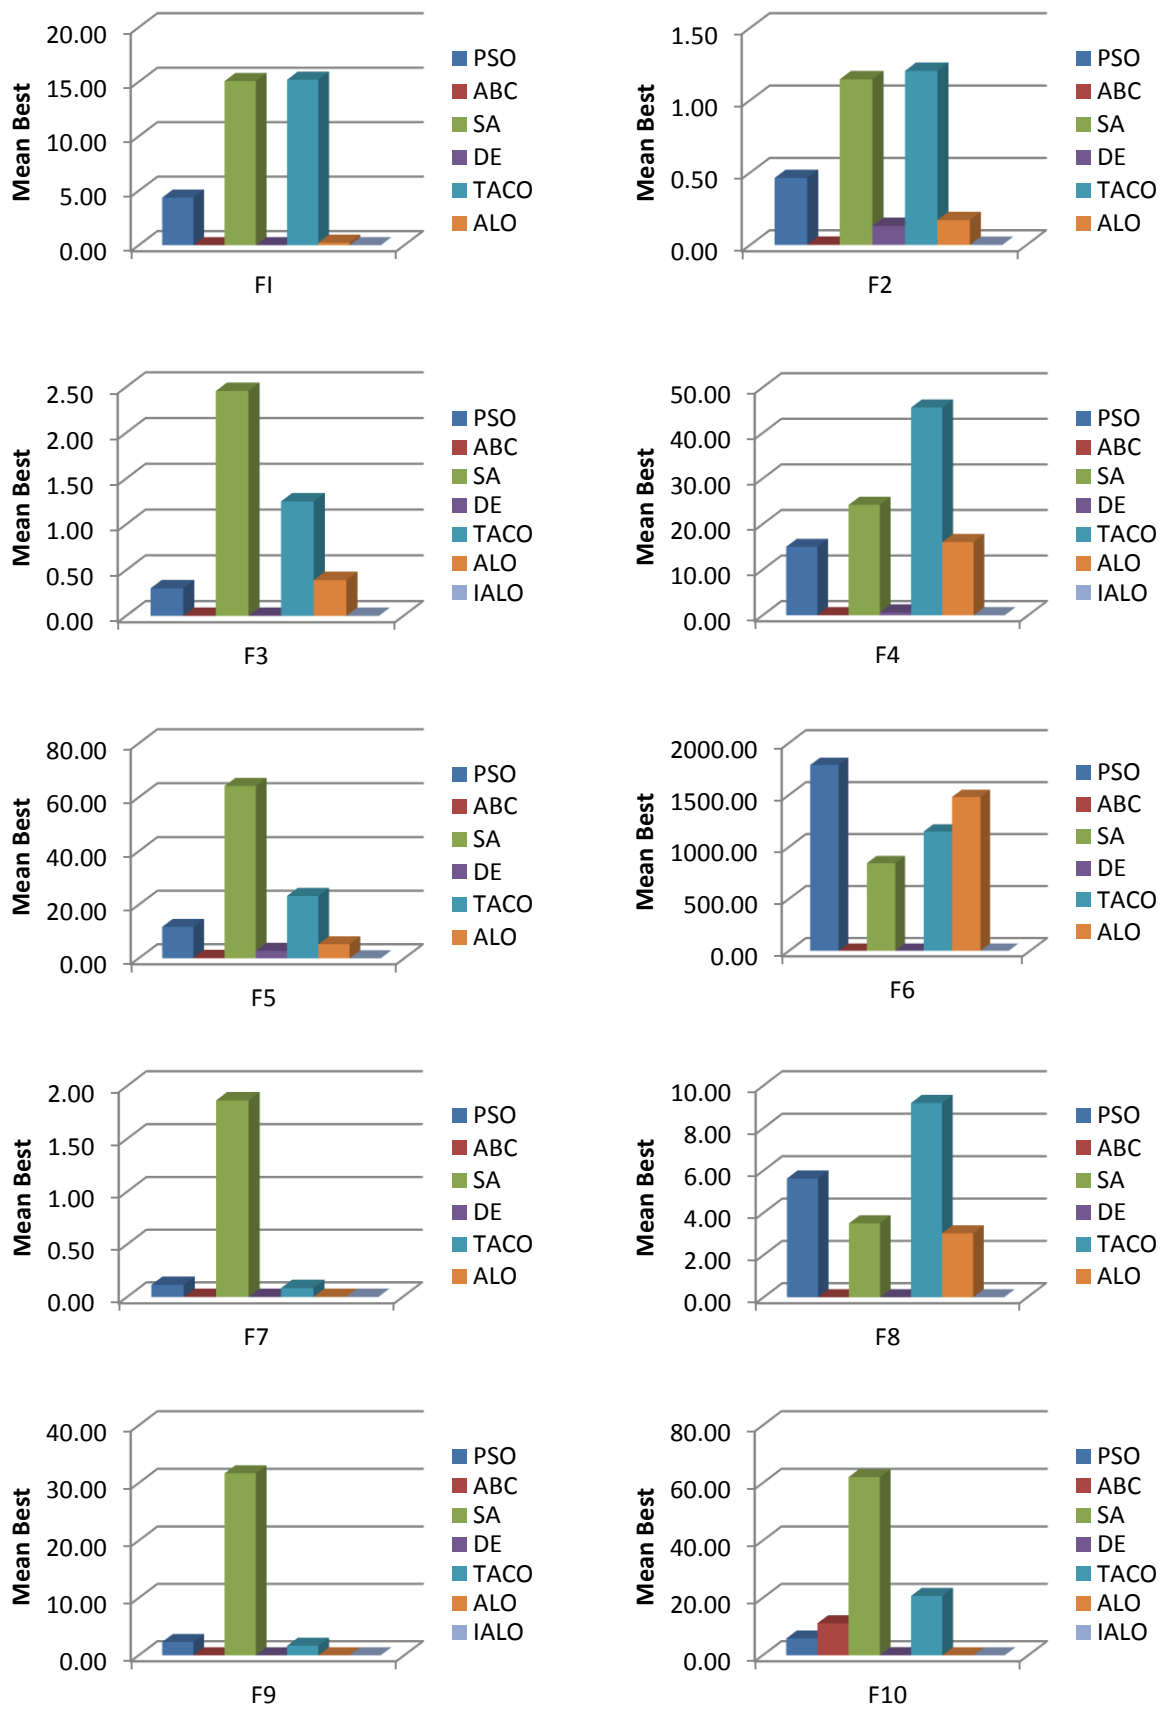 20.00
15.00
10.00
5.00
0.00
Mean Best
FI
PSO
ABC
SA
DE
TACO
ALO
1.50
1.00
0.50
0.00
Mean Best
F2
PSO
ABC
SA
DE
TACO
ALO
2.50
2.00
1.50
1.00
0.50
0.00
Mean Best
F3
PSO
ABC
SA
DE
TACO
ALO
IALO
50.00
40.00
30.00
20.00
10.00
0.00
Mean Best
F4
PSO
ABC
SA
DE
TACO
ALO
IALO
80.00
60.00
40.00
20.00
0.00
Mean Best
F5
PSO
ABC
SA
DE
TACO
ALO
2000.00
1500.00
1000.00
500.00
0.00
Mean Best
F6
PSO
ABC
SA
DE
TACO
ALO
2.00
1.50
1.00
0.50
0.00
Mean Best
F7
PSO
ABC
SA
DE
TACO
ALO
10.00
8.00
6.00
4.00
2.00
0.00
Mean Best
F8
PSO
ABC
SA
DE
TACO
ALO
40.00
30.00
20.00
10.00
0.00
Mean Best
F9
PSO
ABC
SA
DE
TACO
ALO
IALO
80.00
60.00
40.00
20.00
0.00
Mean Best
F10
PSO
ABC
SA
DE
TACO
ALO
IALO